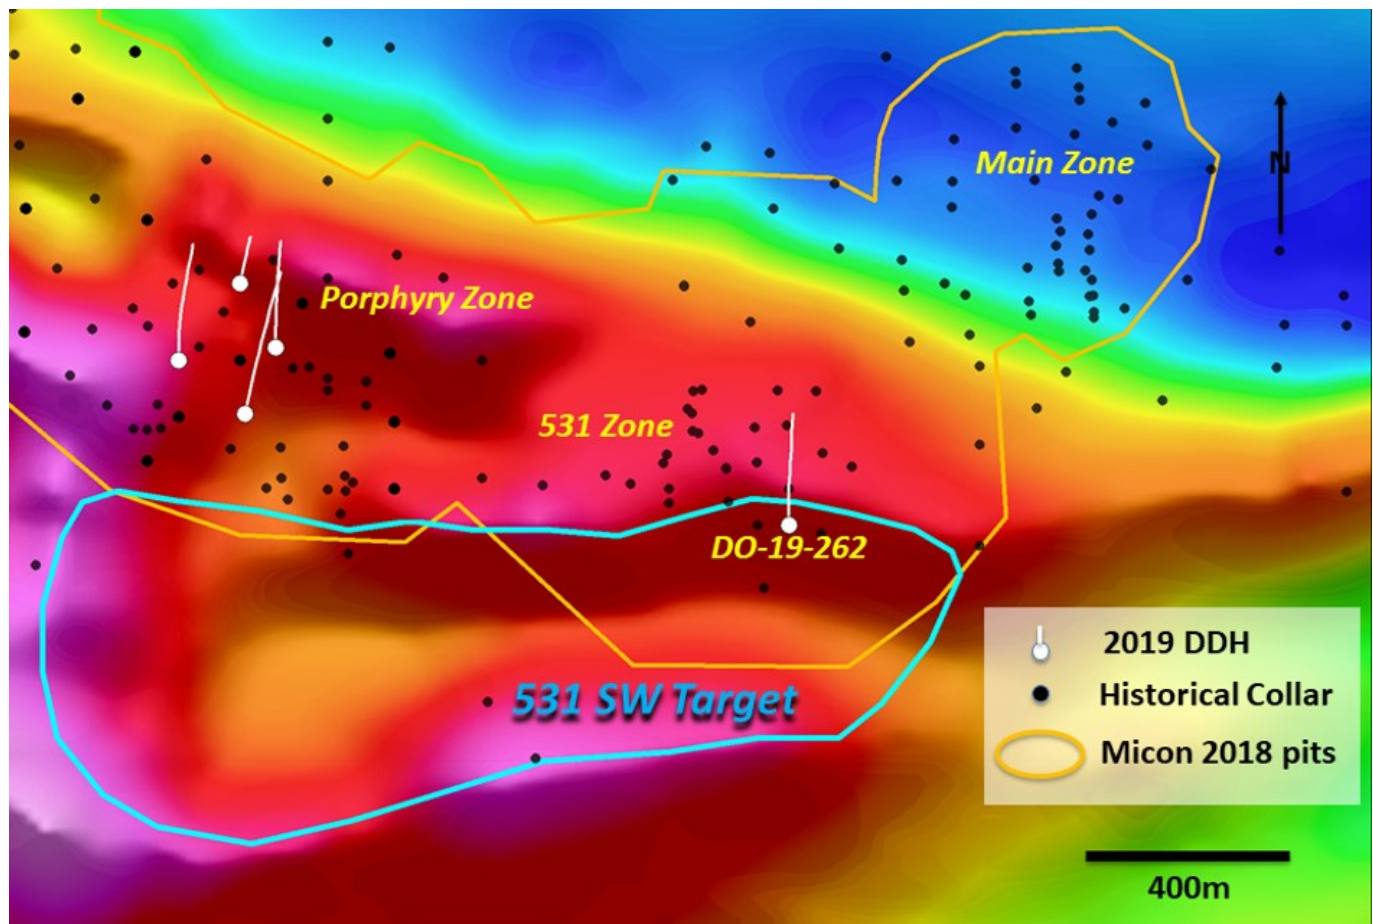 Main Zone
N
Porphyry Zone
531 Zone
DO-19-262
531 SW Target
2019 DDH
Historical Collar
Micon 2018 pits
400m